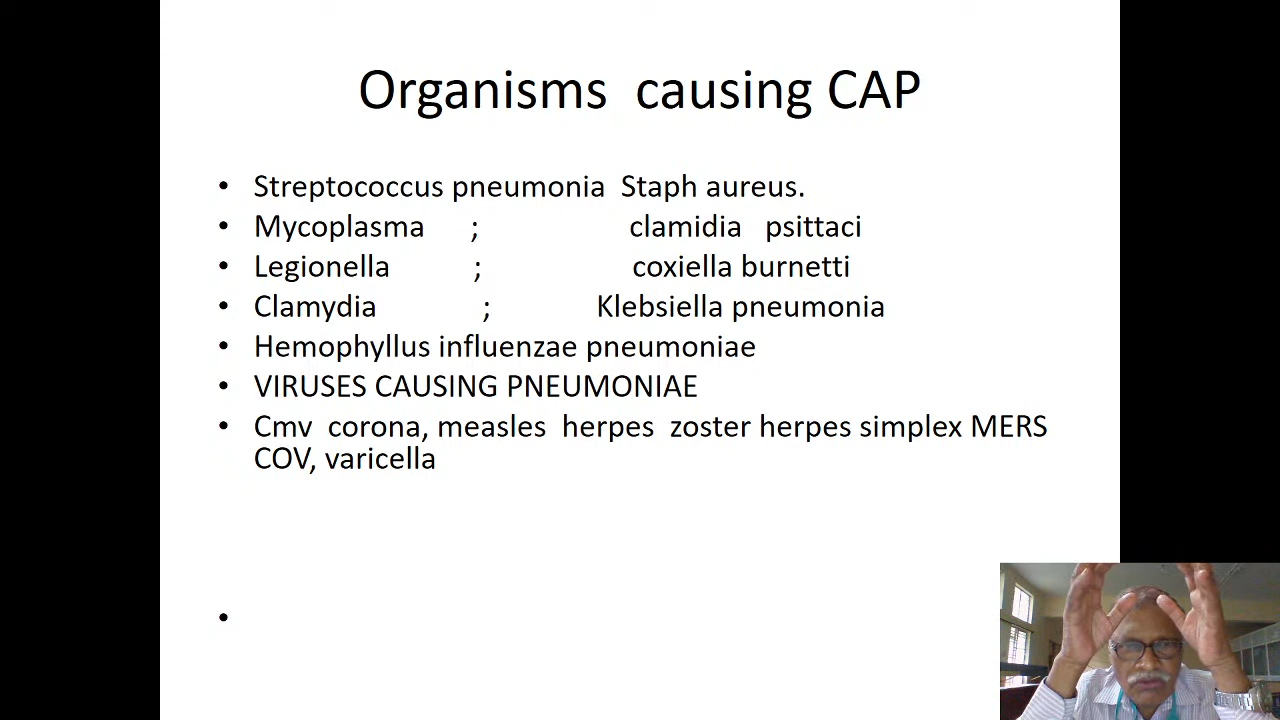 Organisms causing CAP
• Streptococcus pneumonia Staph aureus.
• Mycoplasma ; clamidia psittaci
• Legionella ; coxiella burnetti
• Clamydia ; Klebsiella pneumonia
• Hemophyllus influenzae pneumoniae
• VIRUSES CAUSING PNEUMONIAE
• Cmv corona, measles herpes zoster herpes simplex MERS
COV, varicella
•